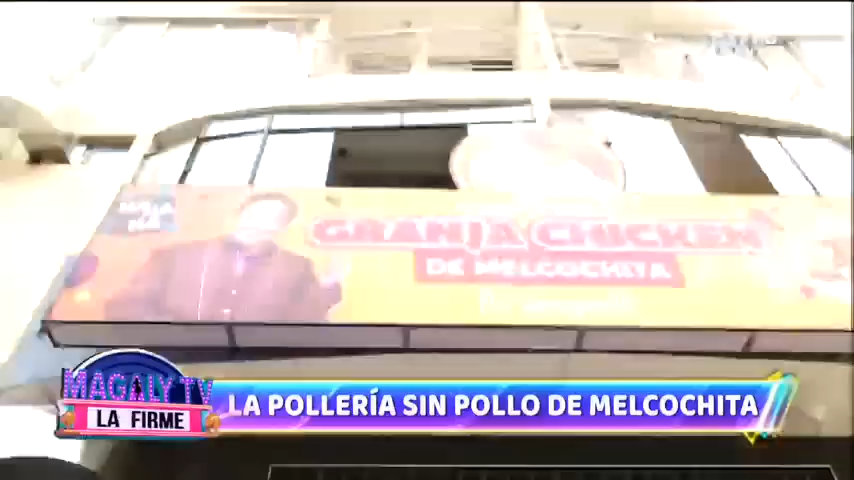 GRANJA CHICKEN
DE MELCOCHITA
MAGALY TV
LA FIRME
LA POLLERÍA SIN POLLO DE MELCOCHITA